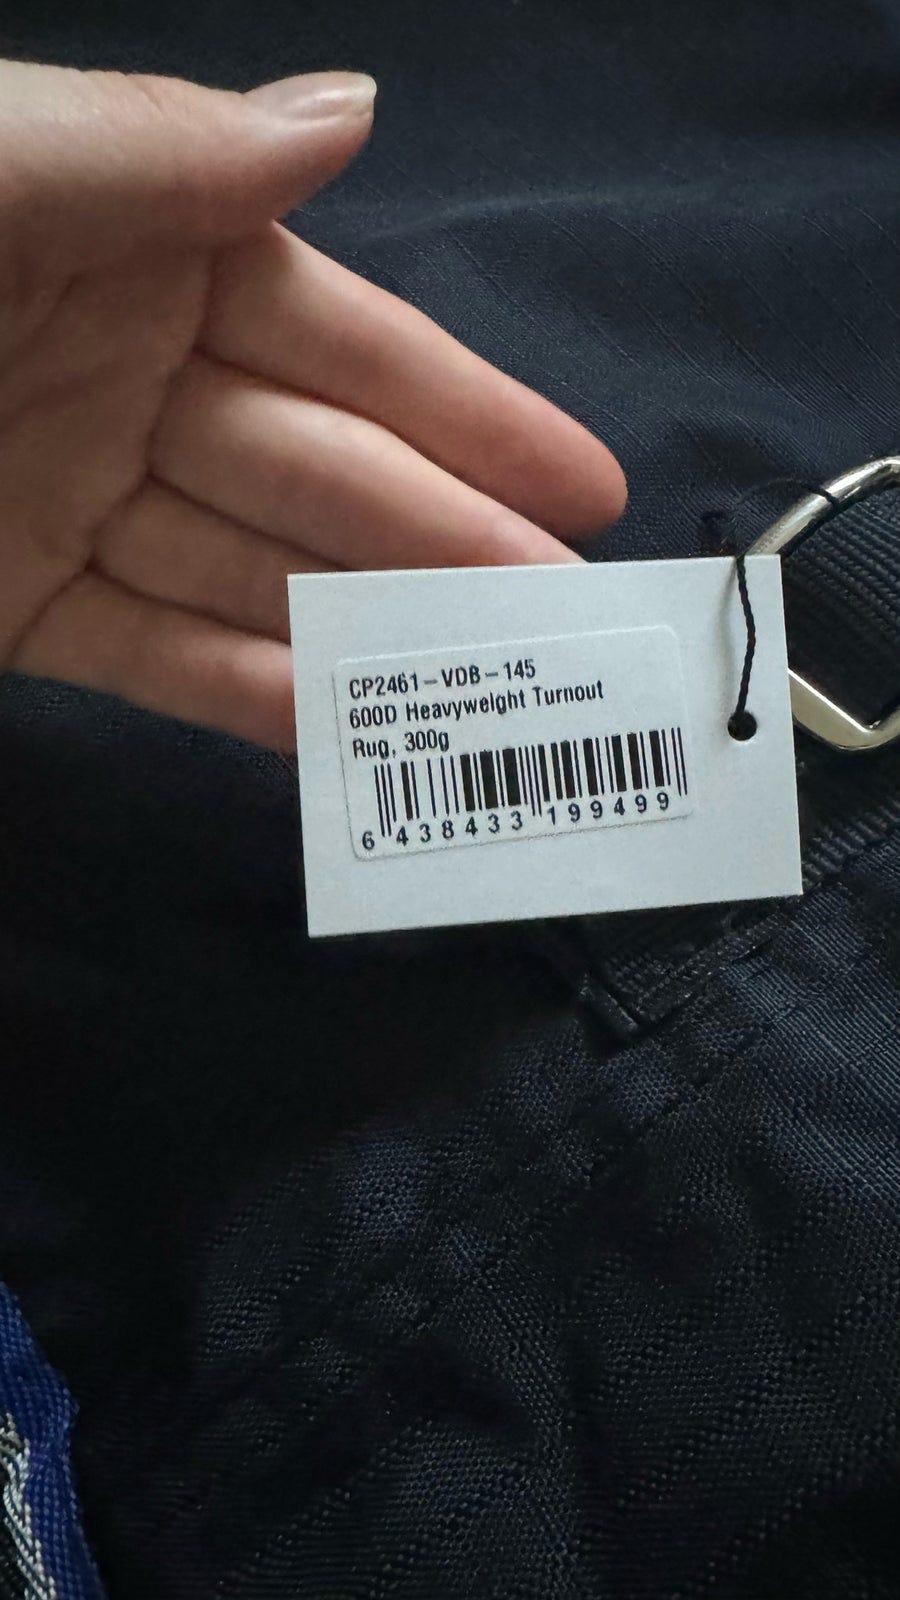 CP2461-VDB-145
600D Heavyweight Turnout
Rug, 300g
6 438433 199499